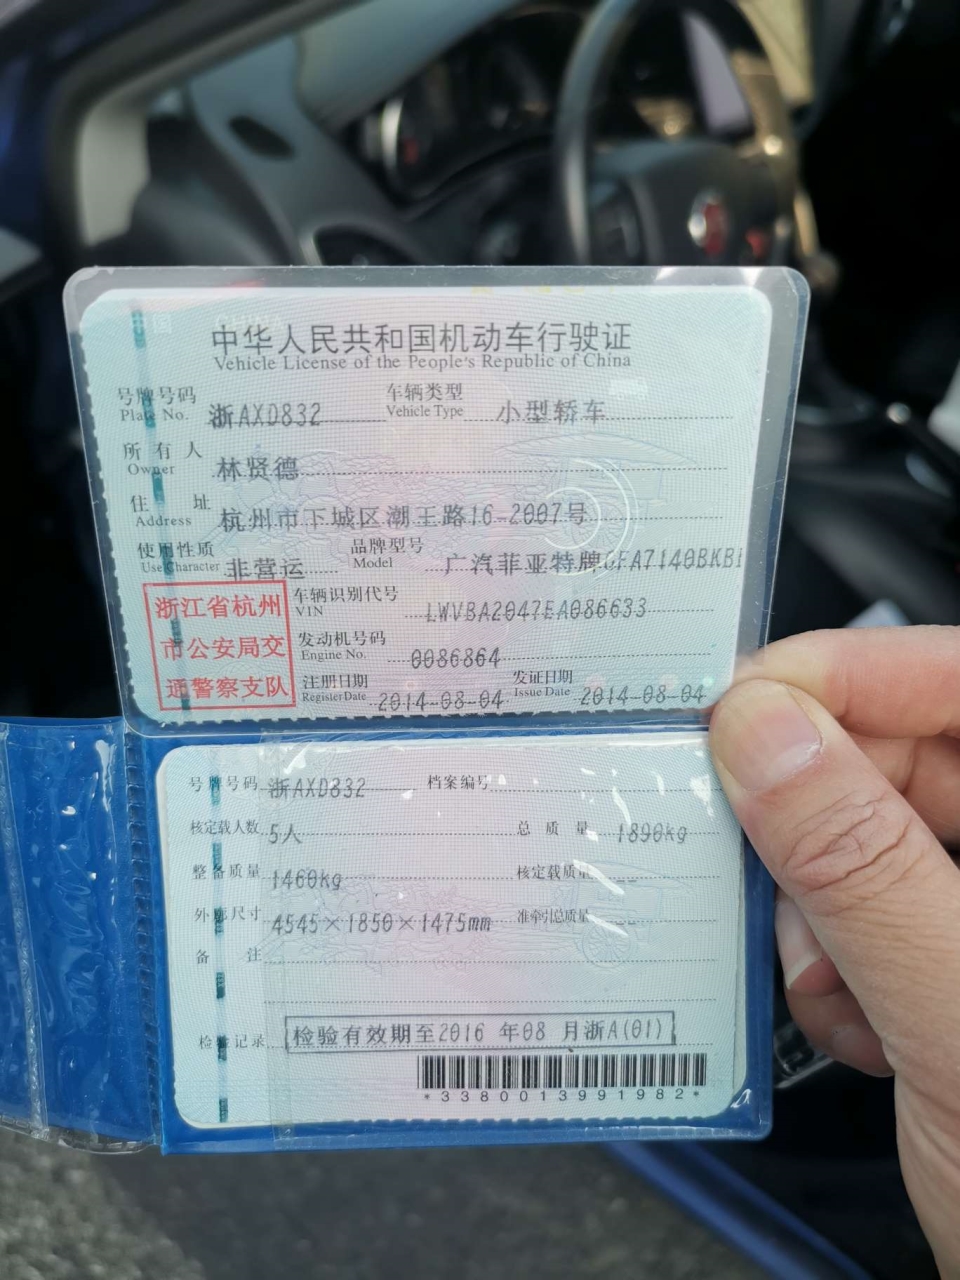 中华人民共和国机动车行驶证
Vehicle License of the People's Republic of China
号牌号码 浙AXD832 车辆类型 小型轿车
Plate No. Vehicle Type
所有人 林贤德
Owner
住址 杭州市下城区潮王路16-2007号
Address
使用性质 非营运 品牌型号 广汽菲亚特牌GFA7140BKB1
Use Character Model
浙江省杭州
市公安局交
通警察支队
车辆识别代号 LWVBA2047EA086633
VIN
发动机号码 0086864
Engine No.
注册日期 2014-08-04 发证日期 2014-08-04
Register Date Issue Date
号牌号码 浙AXD832 档案编号
核定载人数 5人 总质量 1890kg
整备质量 1460kg 核定载质量 --
外廓尺寸 4545×1850×1475mm 准牵引总质量 --
备注
检验记录 检验有效期至2016 年08 月浙A(01)
*3380013991982*